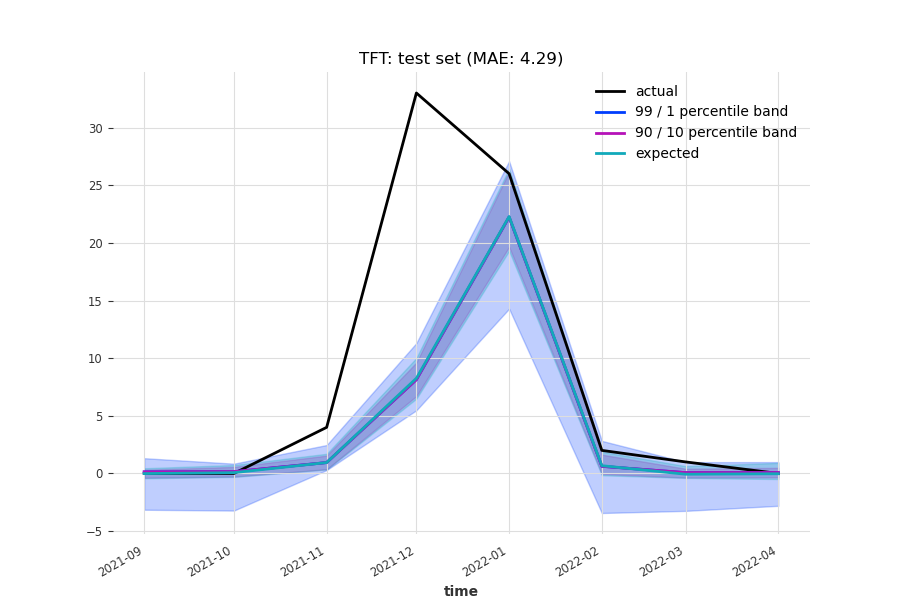 TFT: test set (MAE: 4.29)
actual
99 / 1 percentile band
90 / 10 percentile band
expected
30
25
20
15
10
5
0
−5
2021-09
2021-10
2021-11
2021-12
2022-01
2022-02
2022-03
2022-04
time